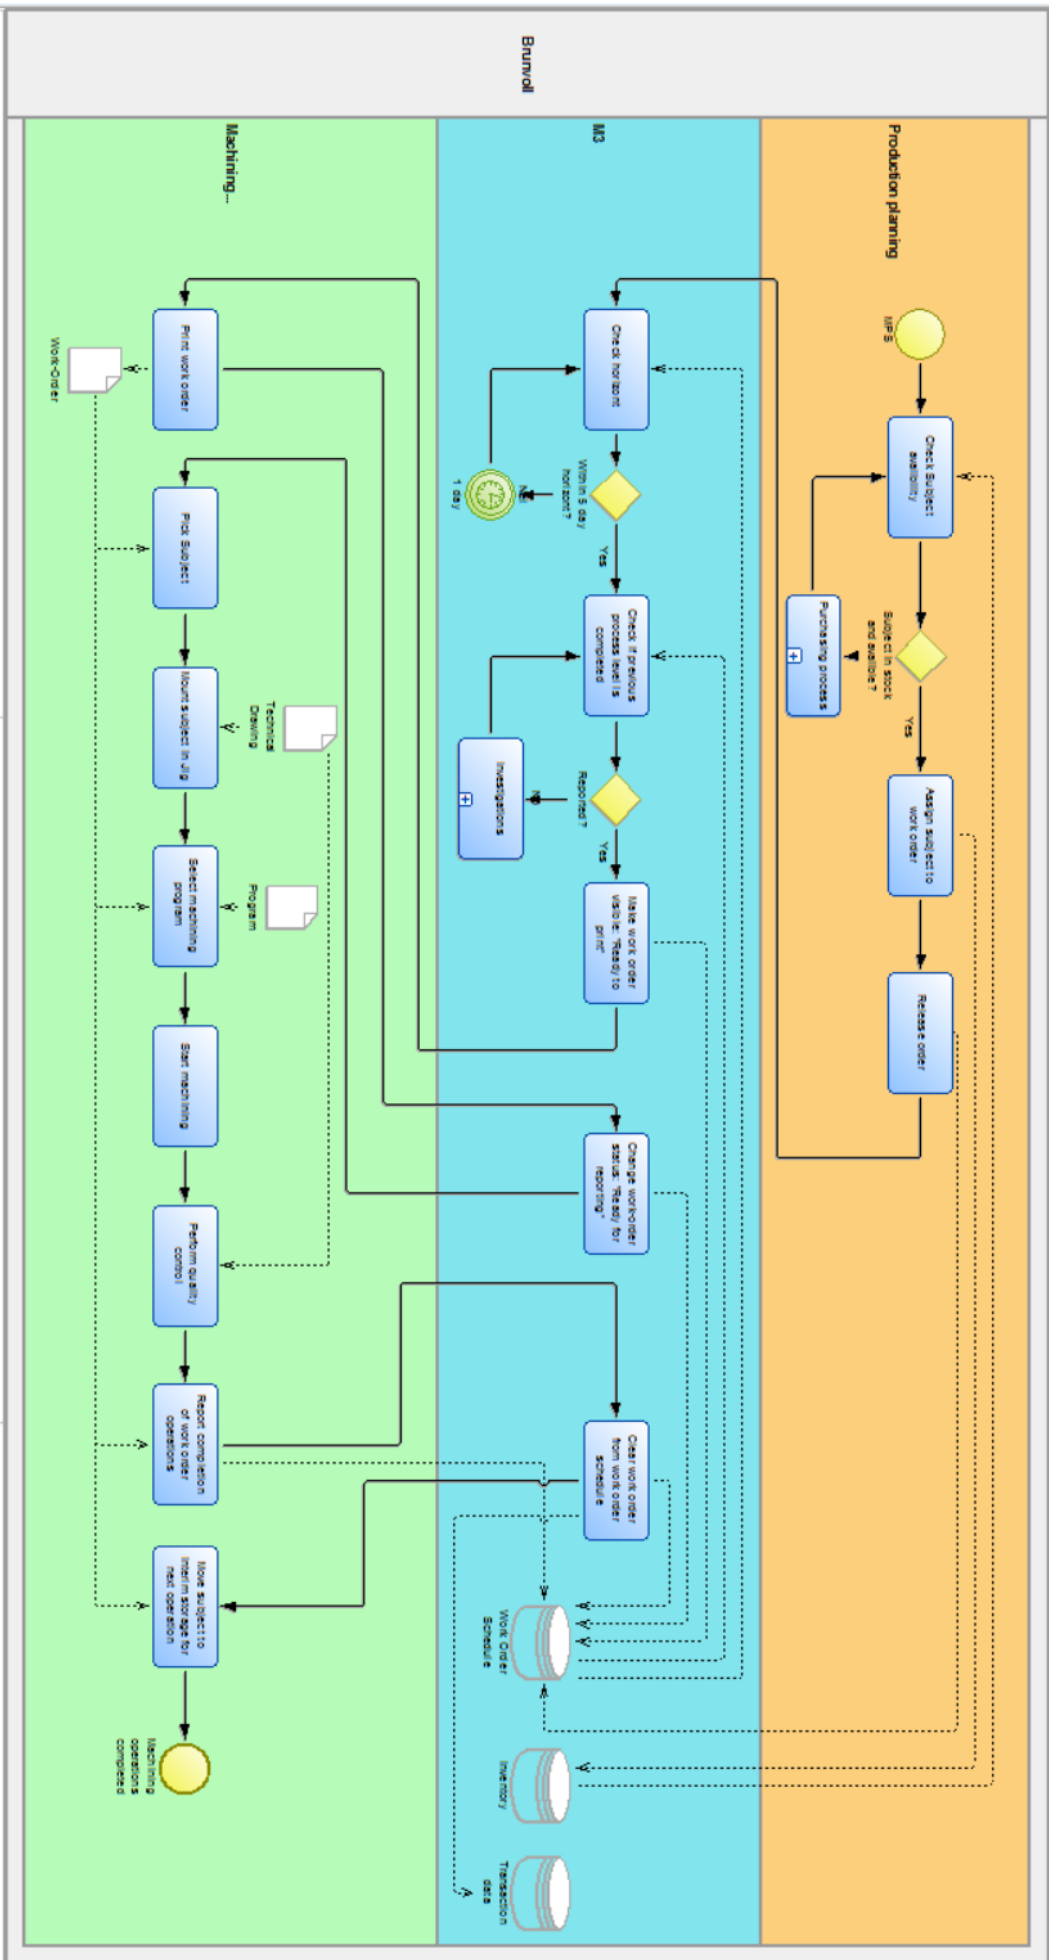 Brunvoll
Production planning
MPS
Check Subject
availibility
Subject in stock
and availible ?
Yes
Purchasing process
Assign subject to
work order
Release order
M3
Check horizont
Within 5 day
horizont ?
1 day
Yes
Check if previous
process level is
completed
Reported ?
No
Investigations
Yes
Make work order
visible: "Ready to
print"
Change work-order
status: "Ready for
reporting"
Clear work order
from work order
schedule
Work Order
Schedule
Inventory
Transaction
data
Machining...
Print work order
Work-Order
Pick Subject
Mount subject in Jig
Technical
Drawing
Select machining
program
Program
Start machining
Perform quality
control
Report completion
of work order
operations
Move subject to
interim storage for
next operation
Machining
operations
completed